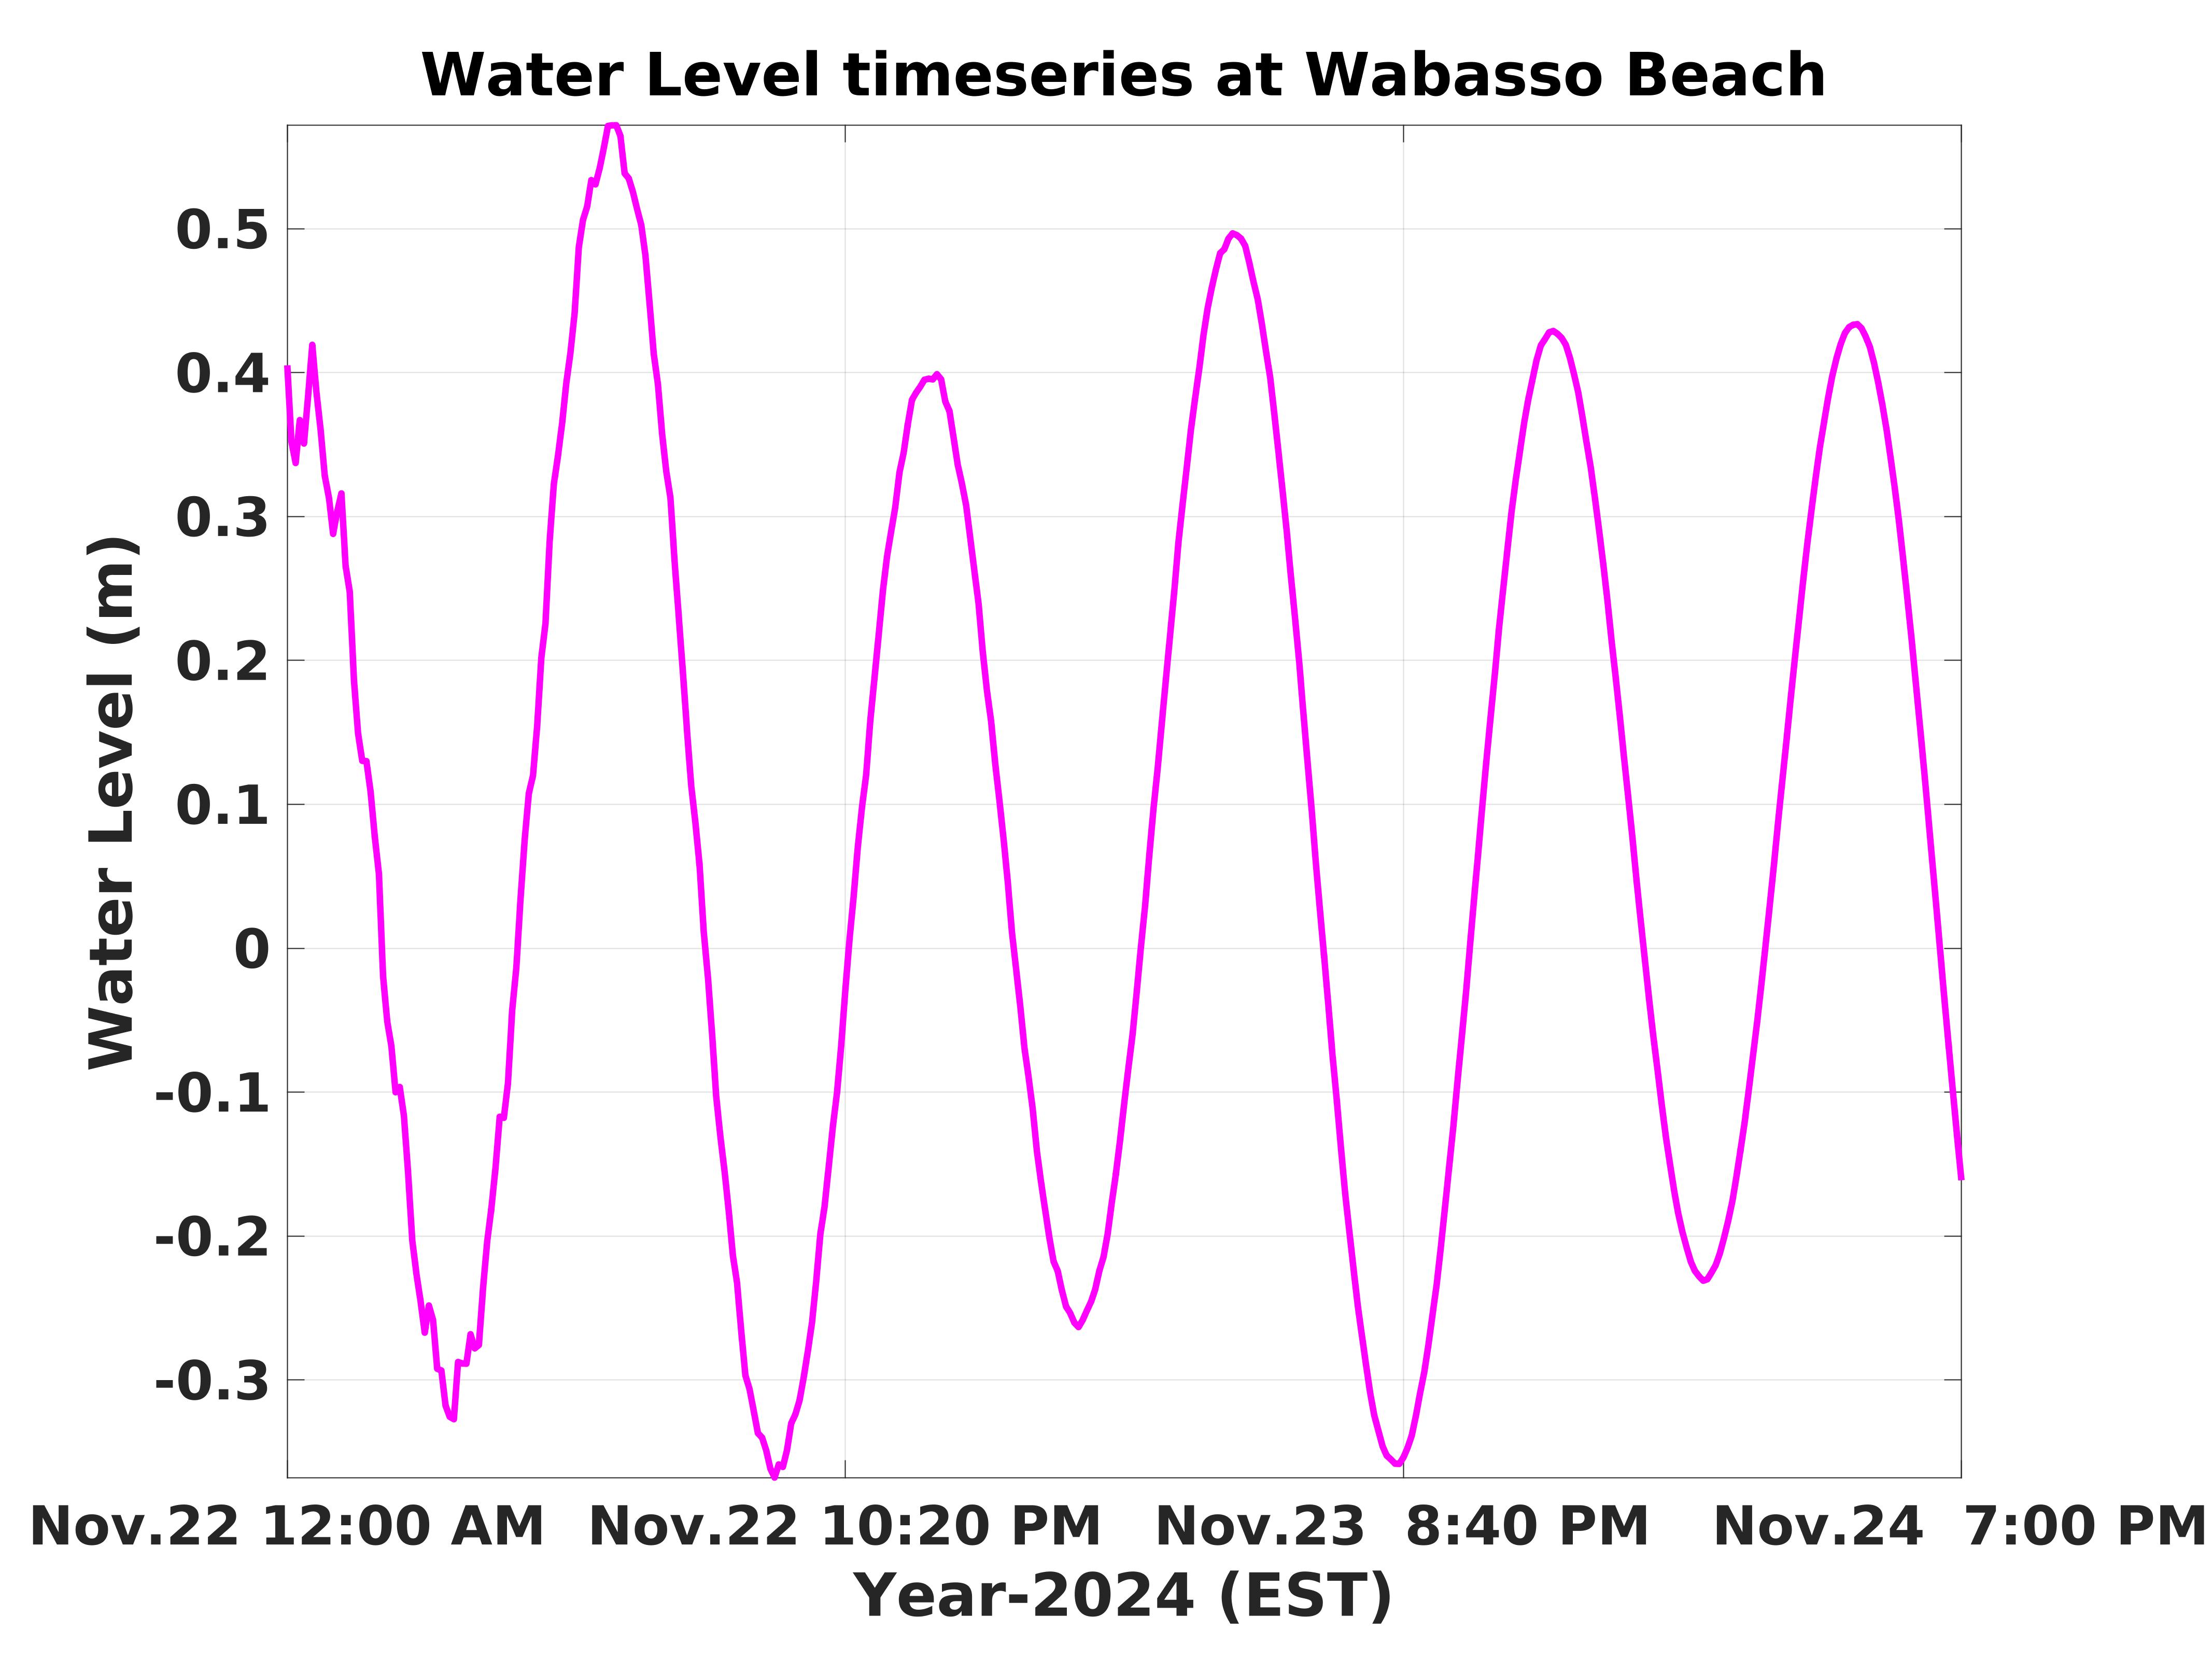 Water Level timeseries at Wabasso Beach
Water Level (m)
0.5
0.4
0.3
0.2
0.1
0
-0.1
-0.2
-0.3
Nov.22 12:00 AM Nov.22 10:20 PM Nov.23 8:40 PM Nov.24 7:00 PM
Year-2024 (EST)